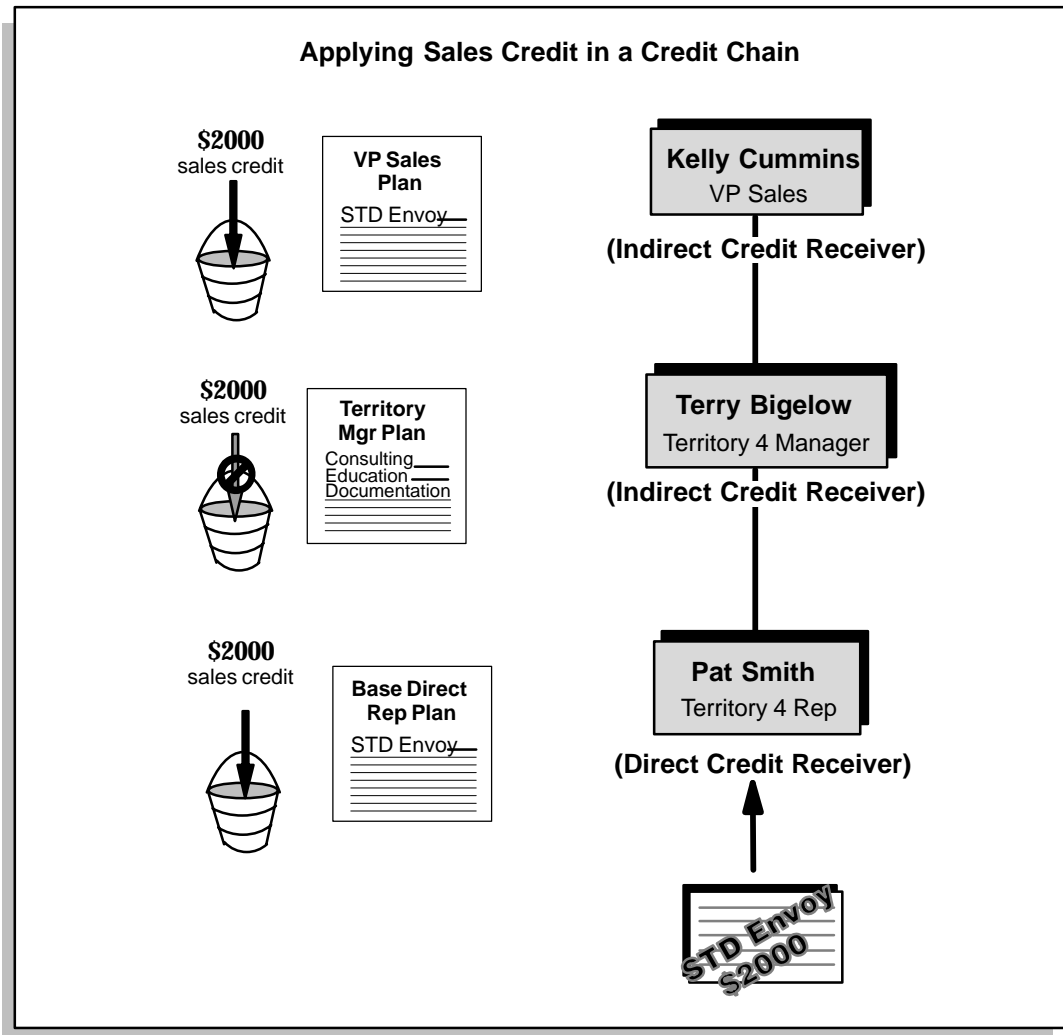 Applying Sales Credit in a Credit Chain
$2000
sales credit
VP Sales
Plan
STD Envoy
Kelly Cummins
VP Sales
(Indirect Credit Receiver)
$2000
sales credit
Territory
Mgr Plan
Consulting
Education
Documentation
Terry Bigelow
Territory 4 Manager
(Indirect Credit Receiver)
$2000
sales credit
Base Direct
Rep Plan
STD Envoy
Pat Smith
Territory 4 Rep
(Direct Credit Receiver)
STD Envoy
$2000